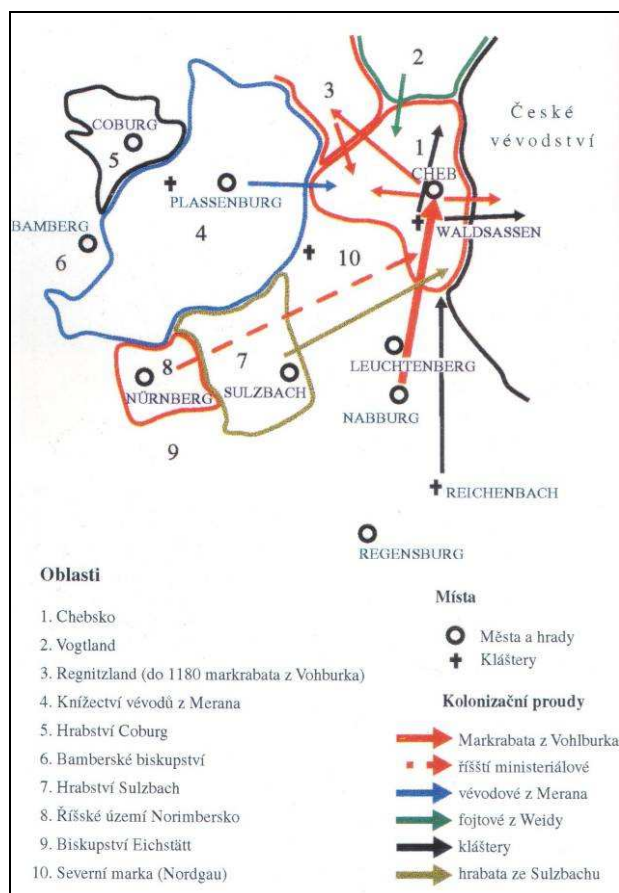 2
3
České
vévodství
COBURG
5
1
CHEB
PLASSENBURG
BAMBERG
4
WALDSASSEN
6
10
8
7
LEUCHTENBERG
NÜRNBERG
SULZBACH
NABBURG
9
REICHENBACH
REGENSBURG
Oblasti
1. Chebsko
2. Vogtland
3. Regnitzland (do 1180 markrabata z Vohburka)
4. Knížectví vévodů z Merana
5. Hrabství Coburg
6. Bamberské biskupství
7. Hrabství Sulzbach
8. Říšské území Norimbersko
9. Biskupství Eichstätt
10. Severní marka (Nordgau)
Místa
Města a hrady
Kláštery
Kolonizační proudy
Markrabata z Vohlburka
říšští ministeriálové
vévodové z Merana
fojtové z Weidy
kláštery
hrabata ze Sulzbachu